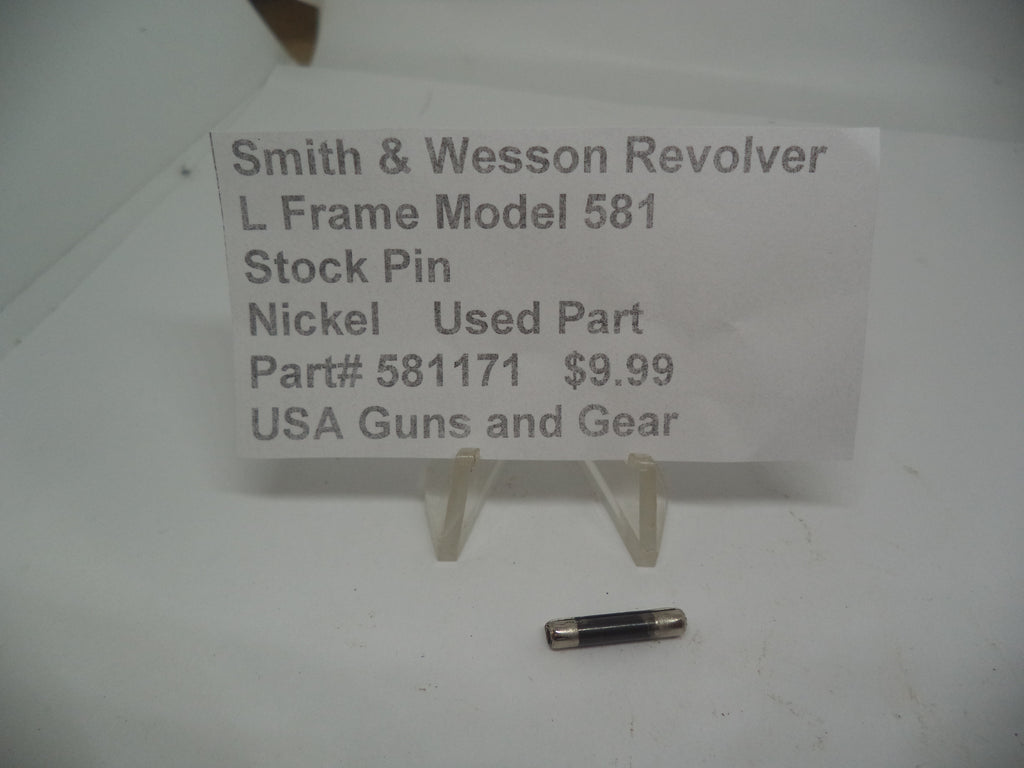 Smith & Wesson Revolver
L Frame Model 581
Stock Pin
Nickel Used Part
Part# 581171 $9.99
USA Guns and Gear